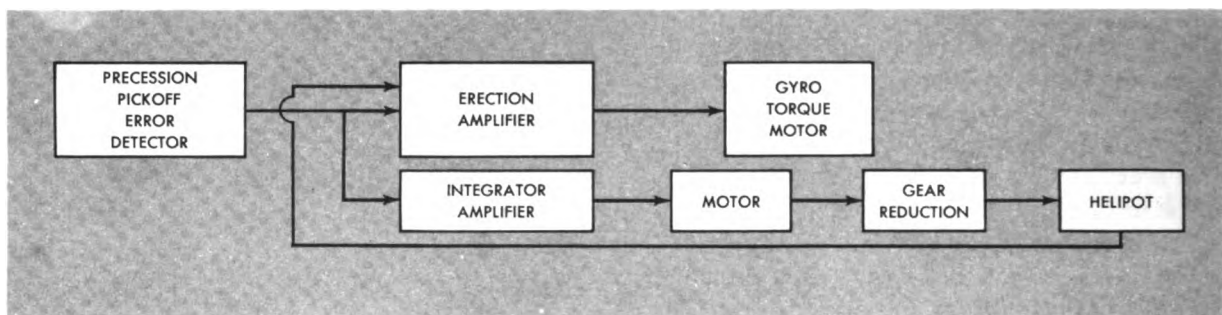 PRECESSION
PICKOFF
ERROR
DETECTOR
ERECTION
AMPLIFIER
GYRO
TORQUE
MOTOR
INTEGRATOR
AMPLIFIER
MOTOR
GEAR
REDUCTION
HELIPOT